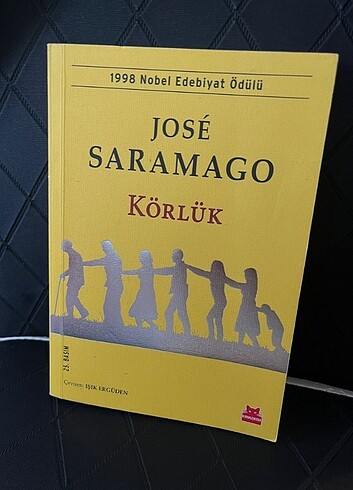 1998 Nobel Edebiyat Ödülü
JOSÉ
SARAMAGO
KÖRLÜK
25. BASIM
Çeviren: IŞIK ERGÜDEN